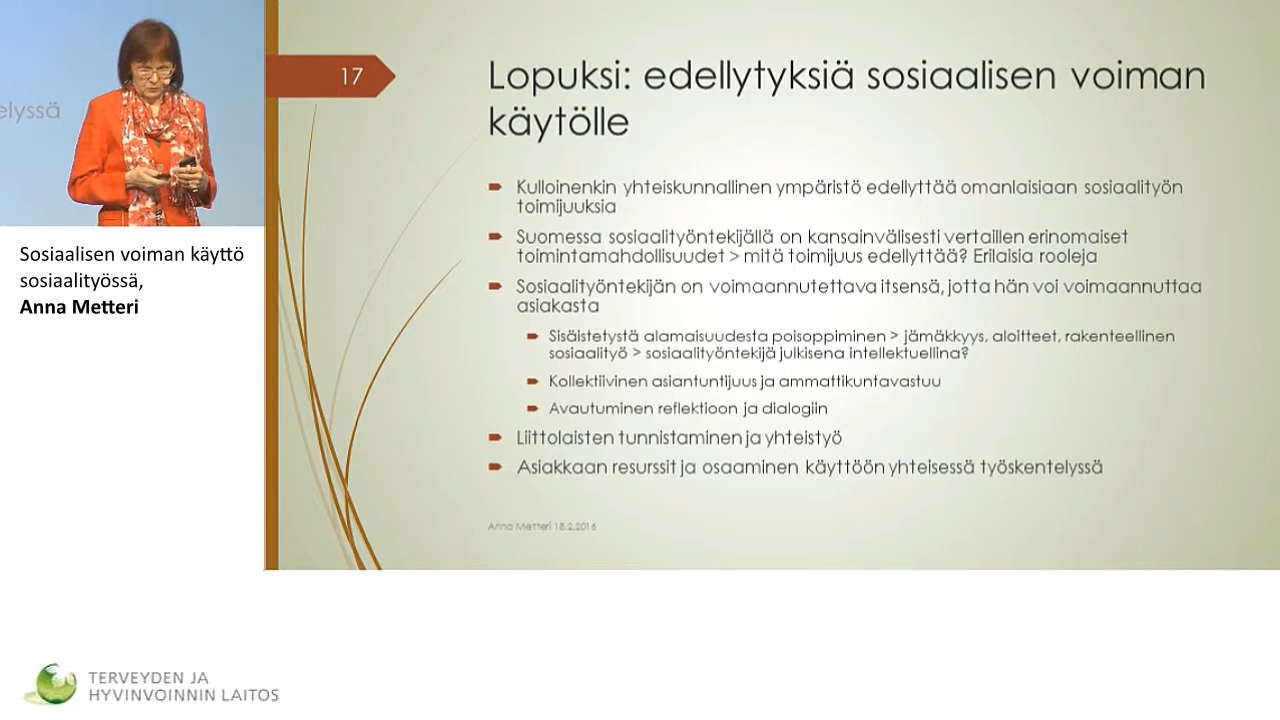 elyssä
Sosiaalisen voiman käyttö
sosiaalityössä,
Anna Metteri
17
Lopuksi: edellytyksiä sosiaalisen voiman
käytölle
Kulloinenkin yhteiskunnallinen ympäristö edellyttää omanlaisiaan sosiaalityön
toimijuuksia
Suomessa sosiaalityöntekijällä on kansainvälisesti vertaillen erinomaiset
toimintamahdollisuudet > mitä toimijuus edellyttää? Erilaisia rooleja
Sosiaalityöntekijän on voimaannutettava itsensä, jotta hän voi voimaannuttaa
asiakasta
Sisäistetystä alamaisuudesta poisoppiminen > jämäkkyys, aloitteet, rakenteellinen
sosiaalityö > sosiaalityöntekijä julkisena intellektuellina?
Kollektiivinen asiantuntijuus ja ammattikuntavastuu
Avautuminen reflektioon ja dialogiin
Liittolaisten tunnistaminen ja yhteistyö
Asiakkaan resurssit ja osaaminen käyttöön yhteisessä työskentelyssä
Anna Metteri 18.2.2016
TERVEYDEN JA
HYVINVOINNIN LAITOS